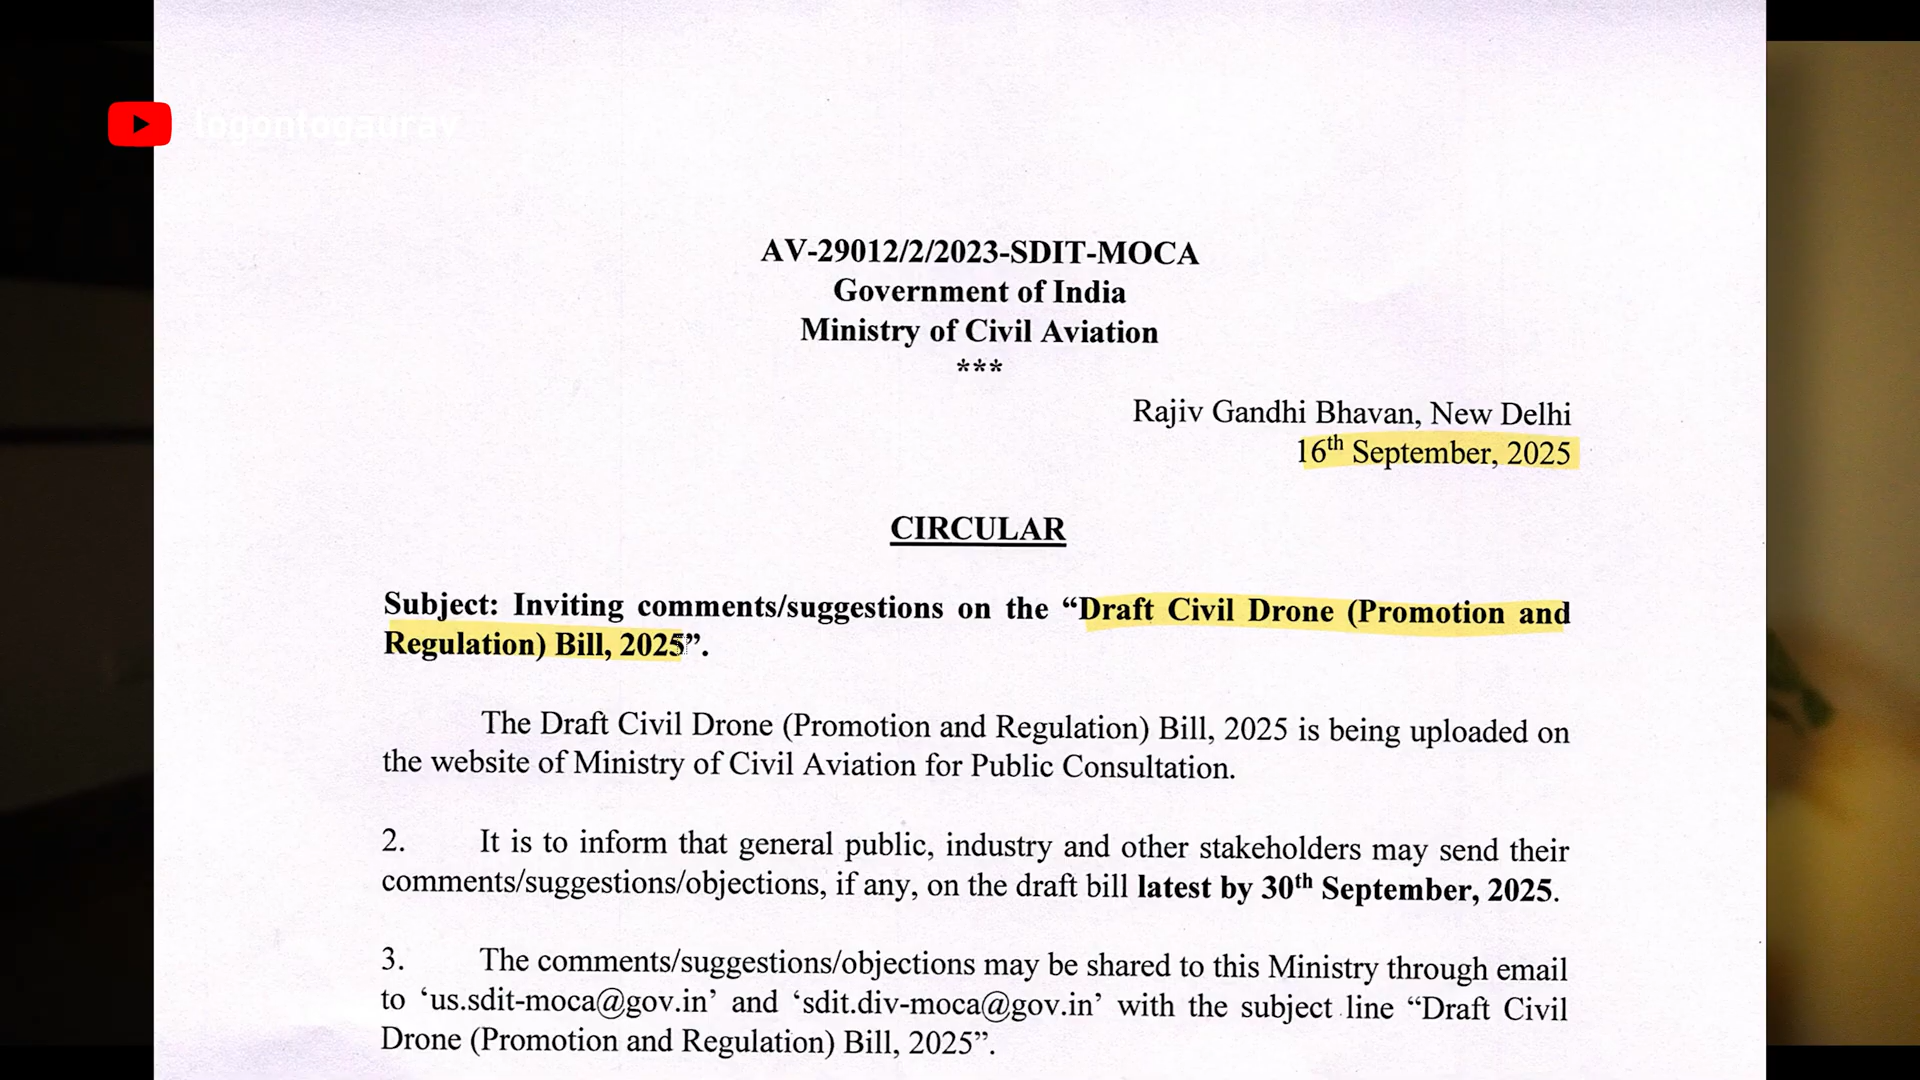 logontogaurav
AV-29012/2/2023-SDIT-MOCA
Government of India
Ministry of Civil Aviation
***
Rajiv Gandhi Bhavan, New Delhi
16th September, 2025
CIRCULAR
Subject: Inviting comments/suggestions on the “Draft Civil Drone (Promotion and
Regulation) Bill, 2025”.
The Draft Civil Drone (Promotion and Regulation) Bill, 2025 is being uploaded on
the website of Ministry of Civil Aviation for Public Consultation.
2. It is to inform that general public, industry and other stakeholders may send their
comments/suggestions/objections, if any, on the draft bill latest by 30th September, 2025.
3. The comments/suggestions/objections may be shared to this Ministry through email
to ‘us.sdit-moca@gov.in’ and ‘sdit.div-moca@gov.in’ with the subject line “Draft Civil
Drone (Promotion and Regulation) Bill, 2025”.